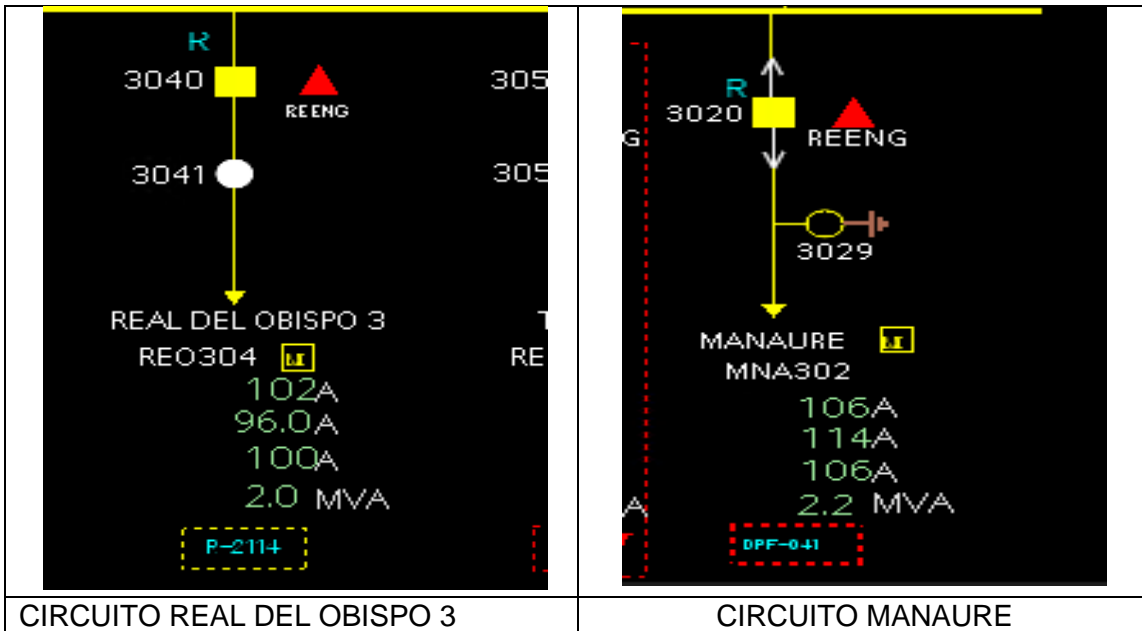 R
3040
REENG
305
3041
305
REAL DEL OBISPO 3
REO304
RE
102A
96.0A
100A
2.0 MVA
P-2114
CIRCUITO REAL DEL OBISPO 3
R
3020
REENG
G
3029
MANAURE
MNA302
106A
114A
106A
A
2.2 MVA
DPF-041
CIRCUITO MANAURE